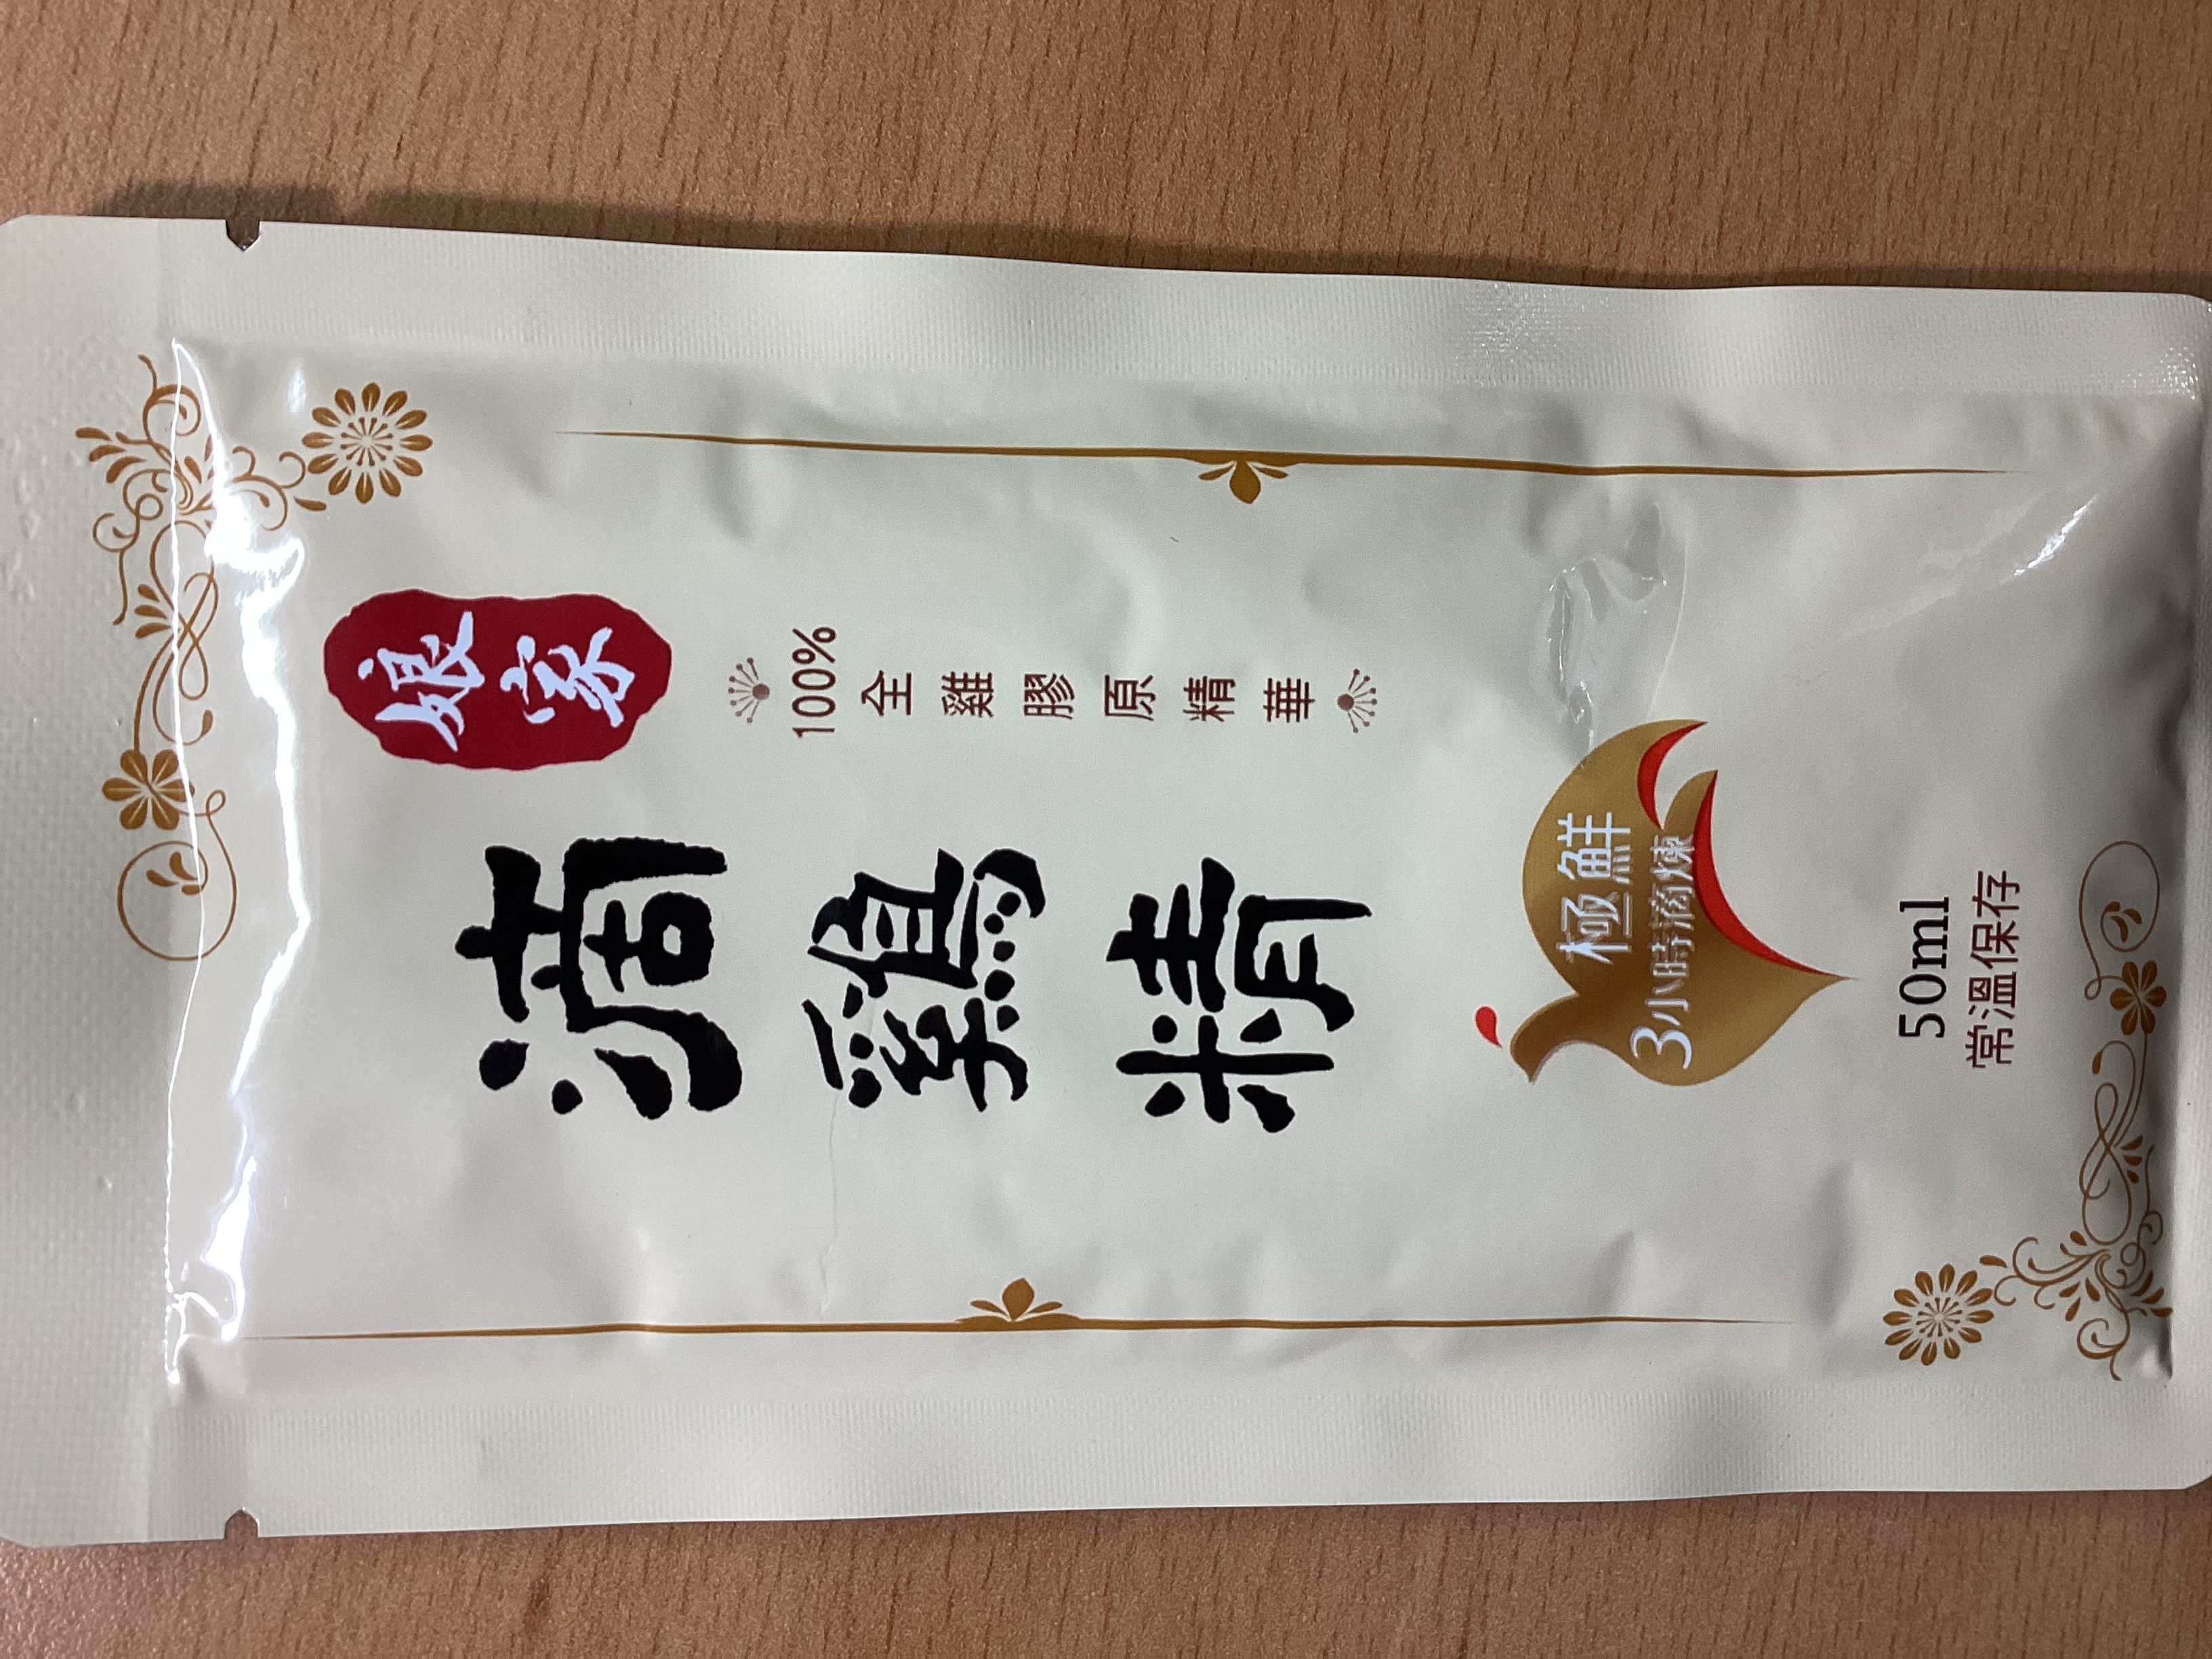 娘家
滴鷄精
100%全雞膠原精華
極鮮
3小時滴煉
50ml
常溫保存